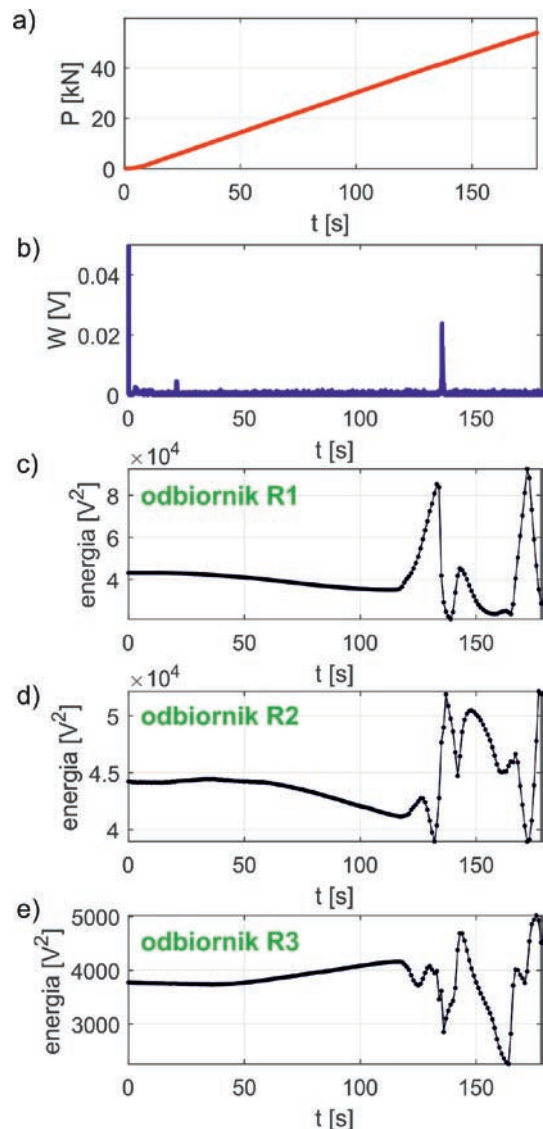 a)
P [kN]
40
20
0
0 50 100 150
t [s]
b)
W [V]
0.04
0.02
0
0 50 100 150
t [s]
c)
×10⁴
energia [V²]
odbiornik R1
8
6
4
0 50 100 150
t [s]
d)
×10⁴
energia [V²]
odbiornik R2
5
4.5
4
0 50 100 150
t [s]
e)
energia [V²]
odbiornik R3
5000
4000
3000
0 50 100 150
t [s]